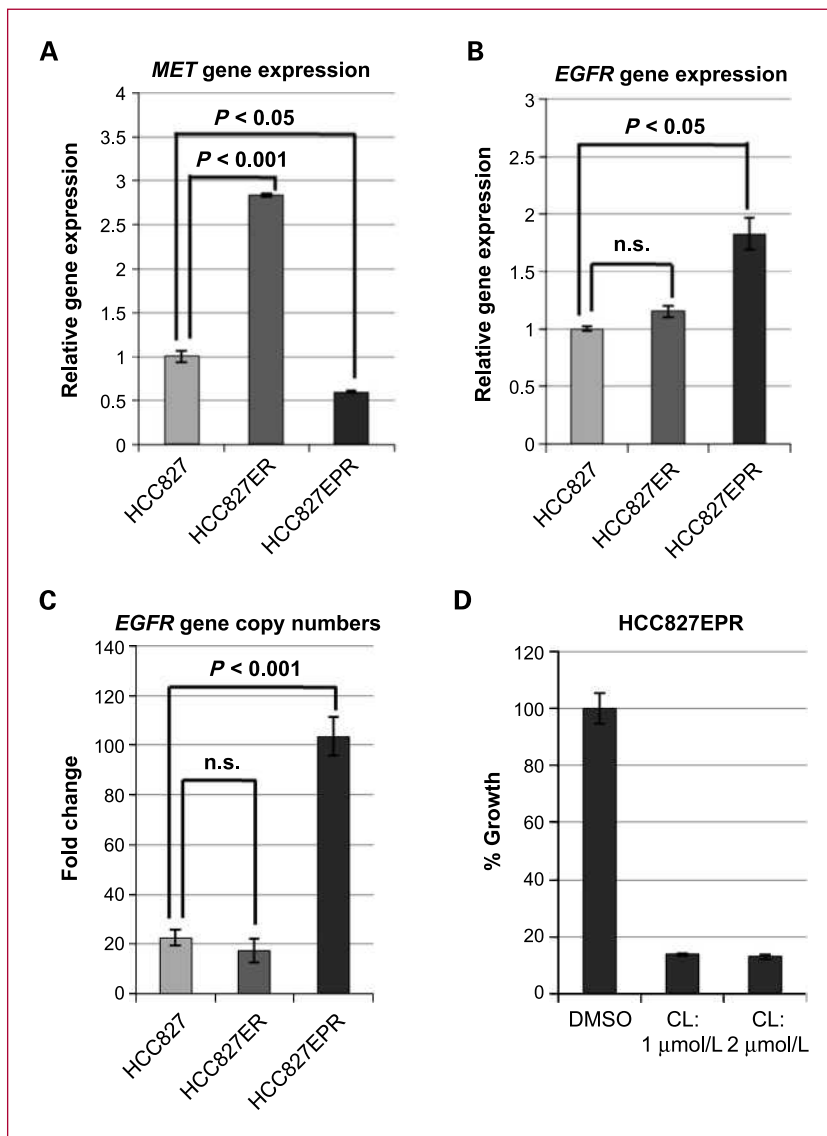 A
MET gene expression
Relative gene expression
4
3.5
3
2.5
2
1.5
1
0.5
0
P < 0.05
P < 0.001
HCC827
HCC827ER
HCC827EPR
B
EGFR gene expression
Relative gene expression
3
2.5
2
1.5
1
0.5
0
P < 0.05
n.s.
HCC827
HCC827ER
HCC827EPR
C
EGFR gene copy numbers
Fold change
140
120
100
80
60
40
20
0
P < 0.001
n.s.
HCC827
HCC827ER
HCC827EPR
D
HCC827EPR
% Growth
120
100
80
60
40
20
0
DMSO
CL:
1 μmol/L
CL:
2 μmol/L